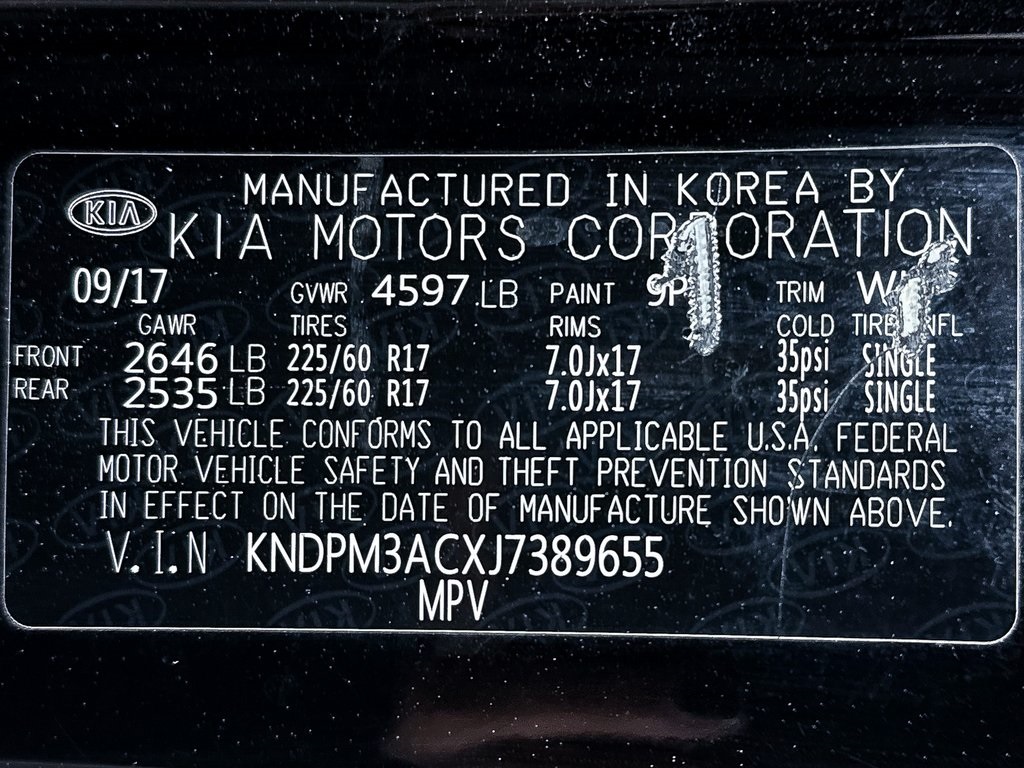 MANUFACTURED IN KOREA BY
KIA KIA MOTORS CORPORATION
09/17 GVWR 4597 LB PAINT TRIM
GAWR TIRES RIMS COLD TIRE INFL
FRONT 2646 LB 225/60 R17 7.0Jx17 35psi SINGLE
REAR 2535 LB 225/60 R17 7.0Jx17 35psi SINGLE
THIS VEHICLE CONFORMS TO ALL APPLICABLE U.S.A. FEDERAL
MOTOR VEHICLE SAFETY AND THEFT PREVENTION STANDARDS
IN EFFECT ON THE DATE OF MANUFACTURE SHOWN ABOVE.
V.I.N KNDPM3ACXJ7389655
MPV